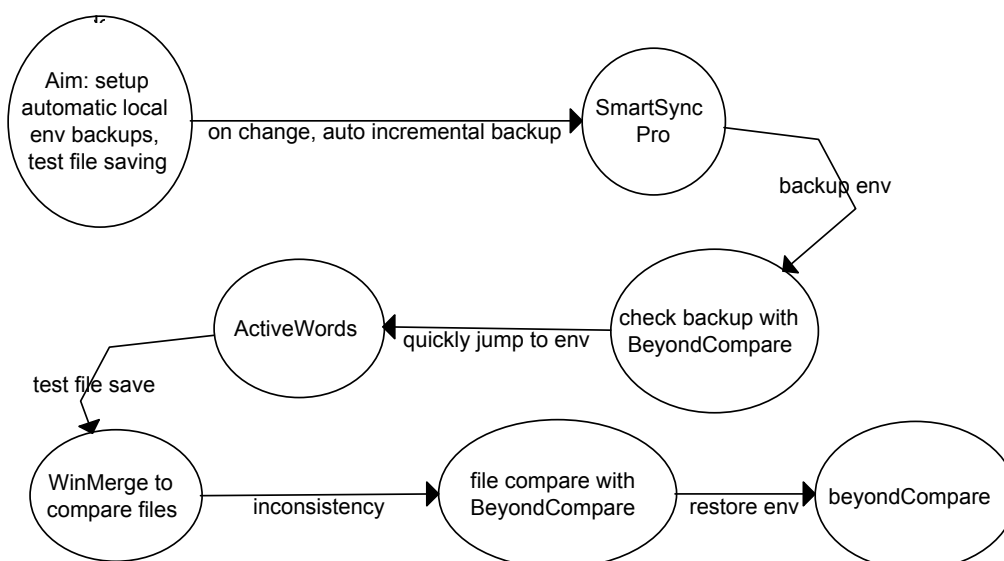 Aim: setup
automatic local
env backups,
test file saving
on change, auto incremental backup
SmartSync
Pro
backup env
check backup with
BeyondCompare
quickly jump to env
ActiveWords
test file save
WinMerge to
compare files
inconsistency
file compare with
BeyondCompare
restore env
beyondCompare